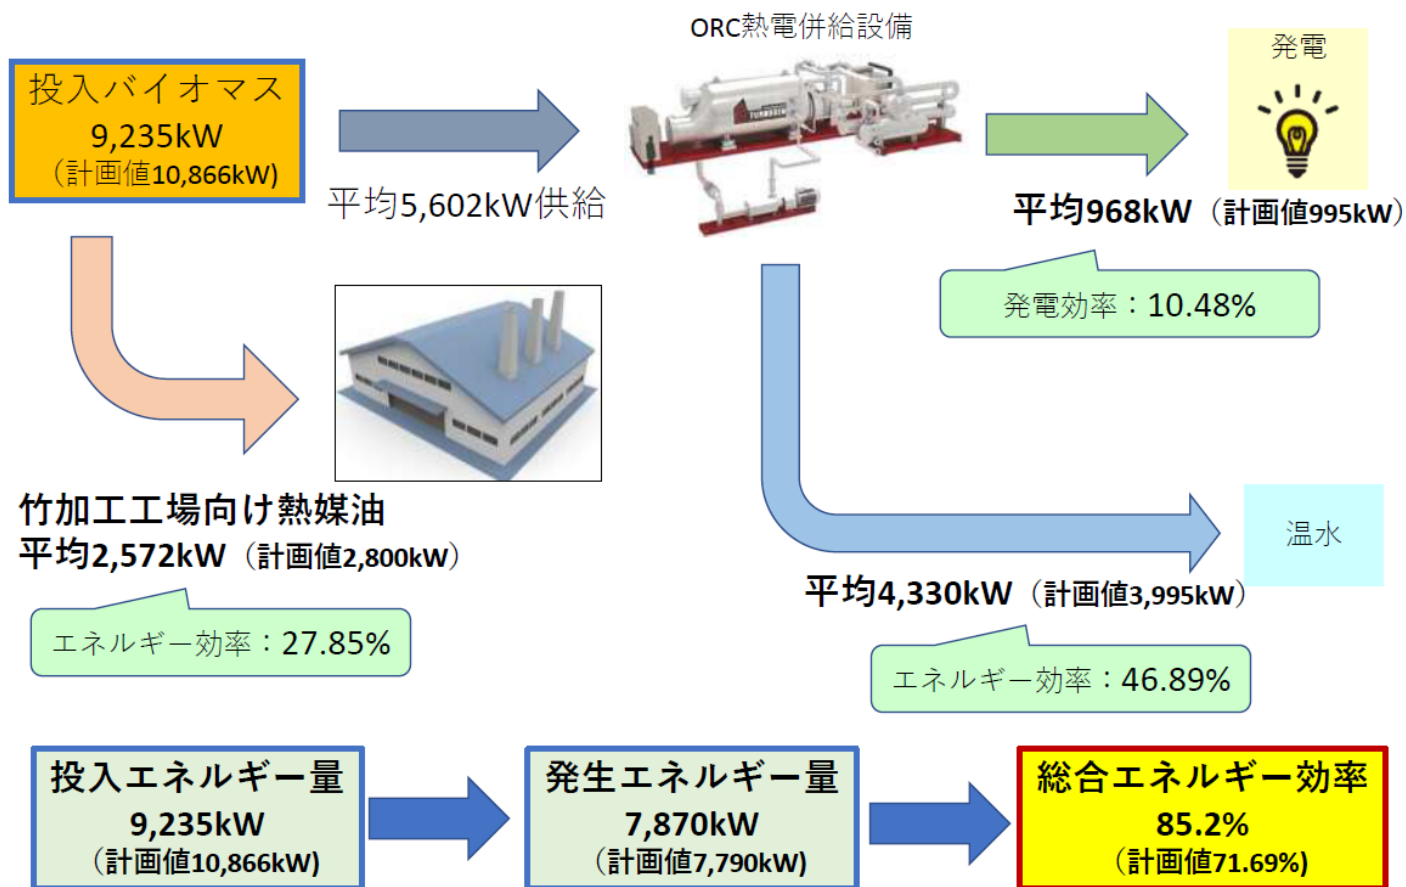 ORC熱電併給設備
投入バイオマス
9,235kW
（計画値10,866kW）
平均5,602kW供給
発電
平均968kW（計画値995kW）
発電効率：10.48%
竹加工工場向け熱媒油
平均2,572kW（計画値2,800kW）
エネルギー効率：27.85%
温水
平均4,330kW（計画値3,995kW）
エネルギー効率：46.89%
投入エネルギー量
9,235kW
（計画値10,866kW）
発生エネルギー量
7,870kW
（計画値7,790kW）
総合エネルギー効率
85.2%
（計画値71.69%）